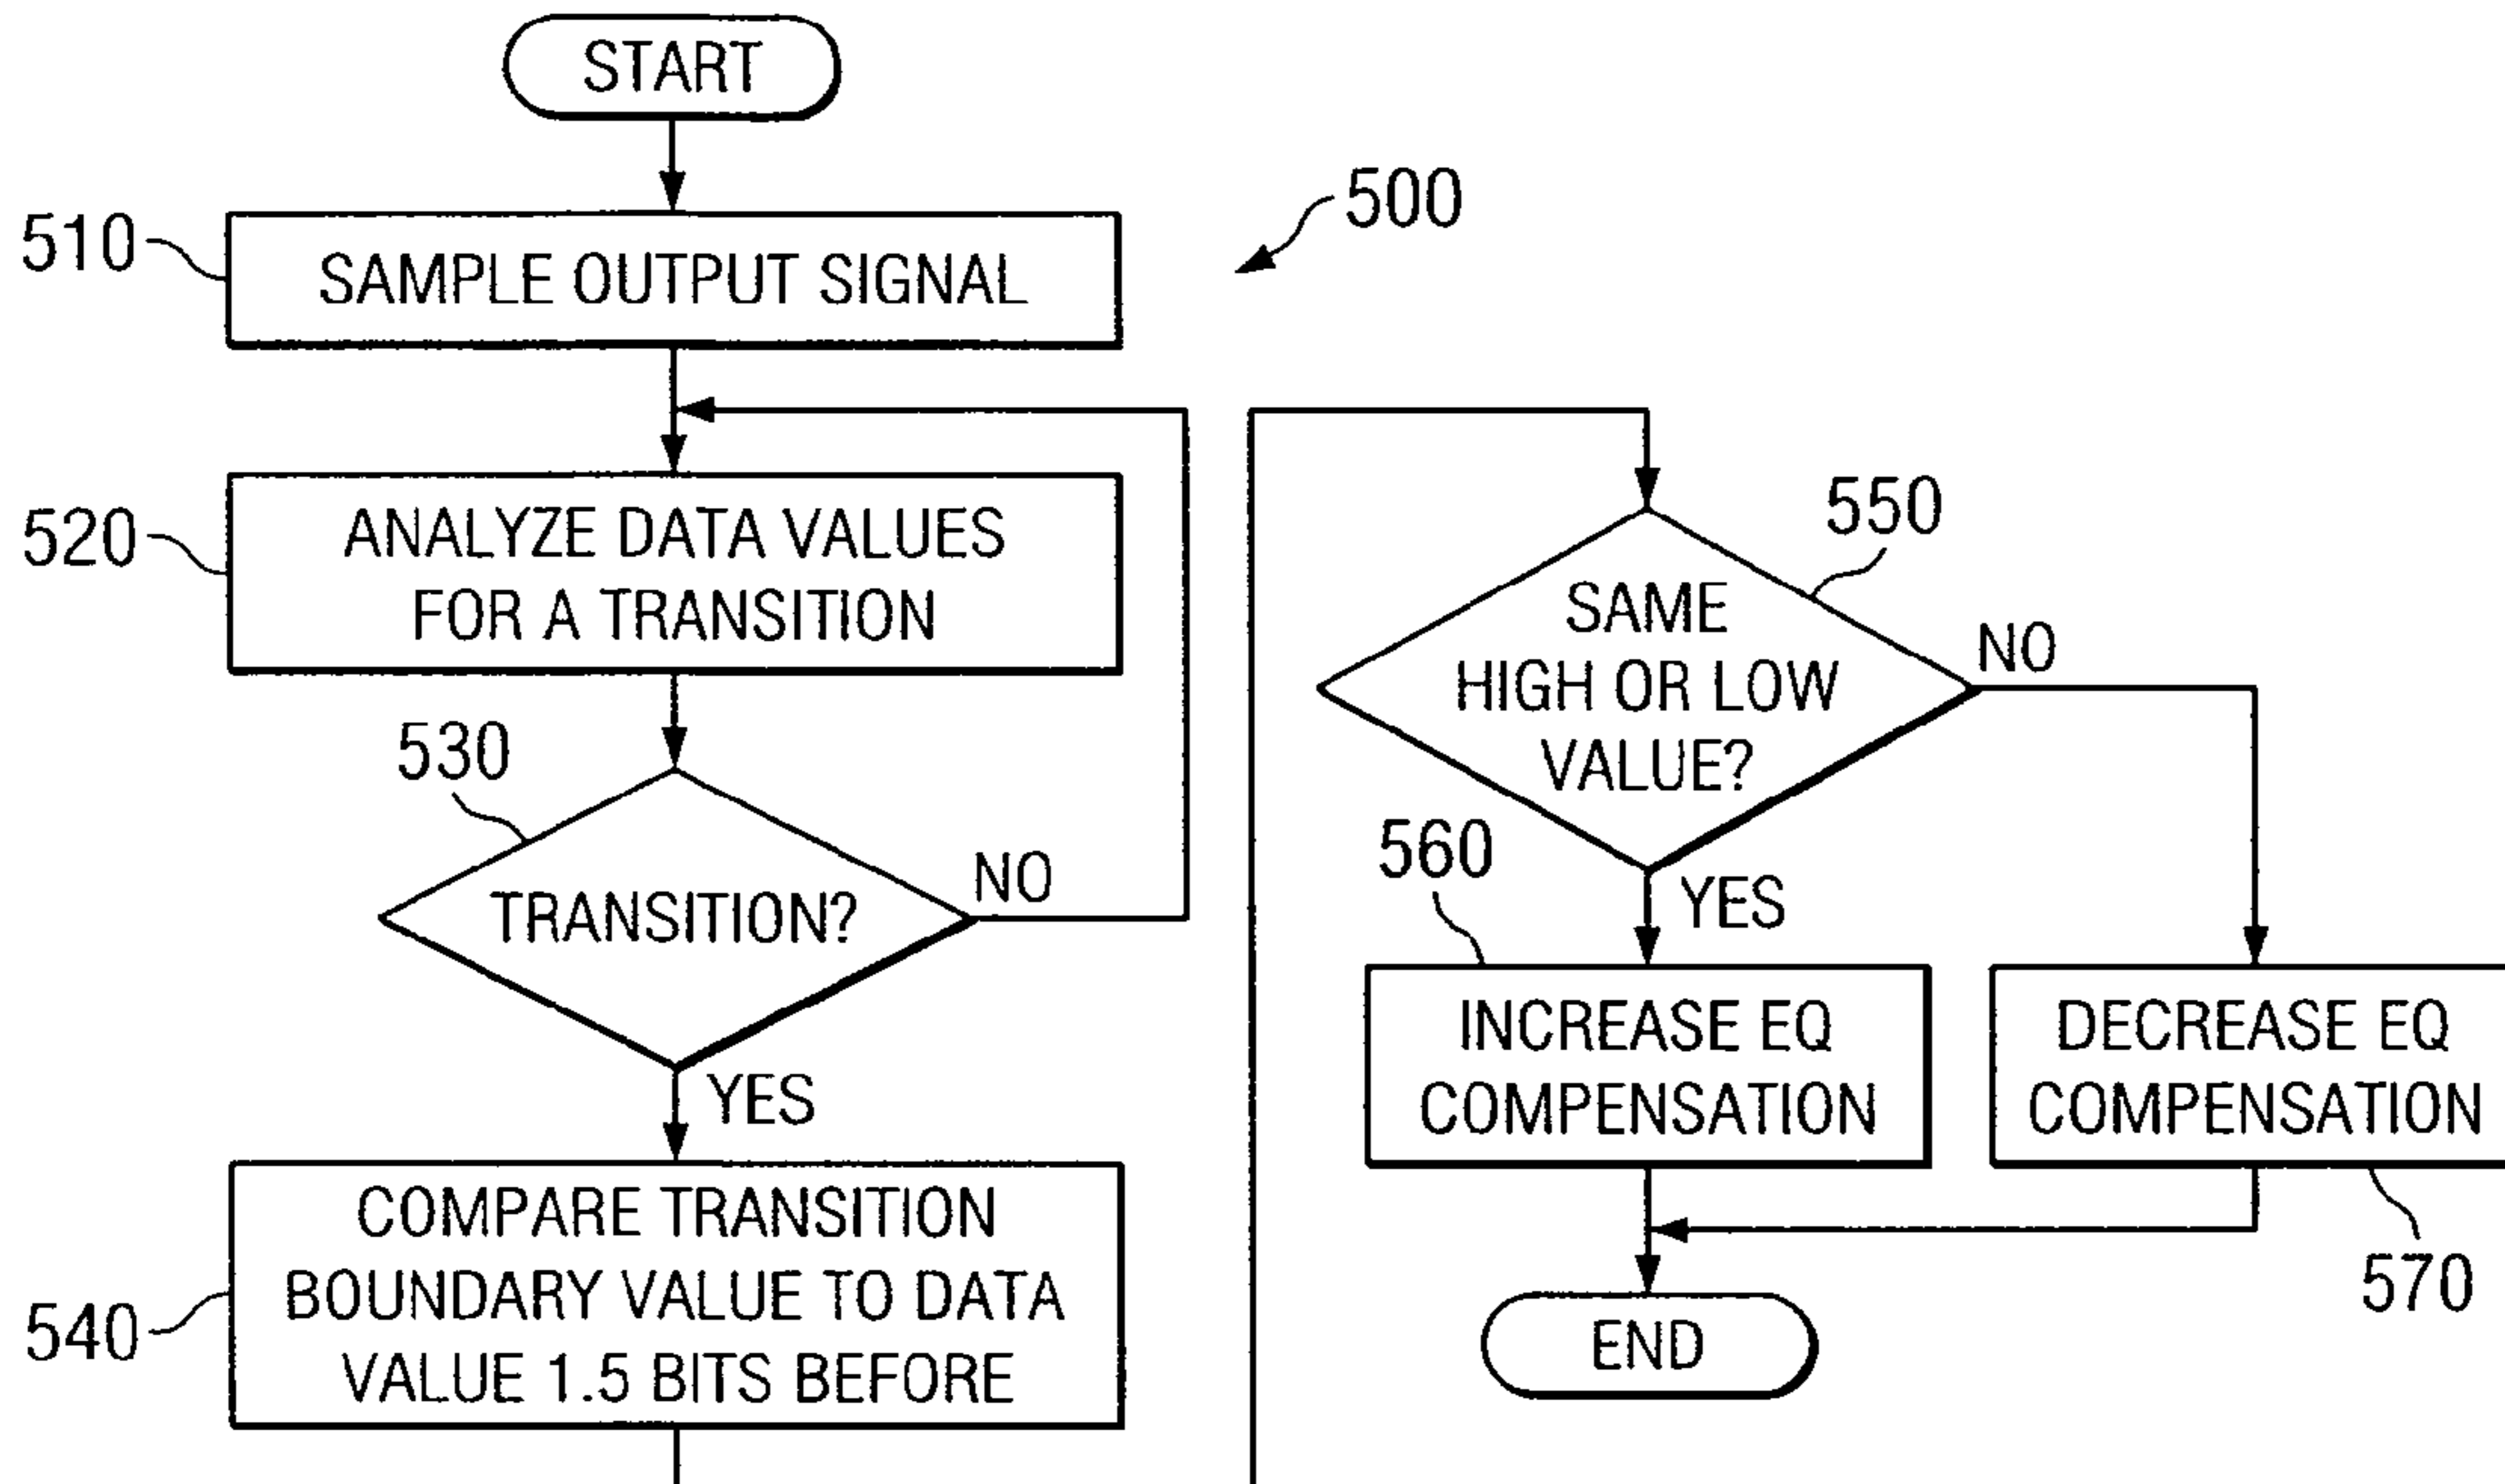 START
500
510
SAMPLE OUTPUT SIGNAL
520
ANALYZE DATA VALUES
FOR A TRANSITION
530
TRANSITION?
NO
YES
540
COMPARE TRANSITION
BOUNDARY VALUE TO DATA
VALUE 1.5 BITS BEFORE
550
SAME
HIGH OR LOW
VALUE?
NO
YES
560
INCREASE EQ
COMPENSATION
DECREASE EQ
COMPENSATION
570
END